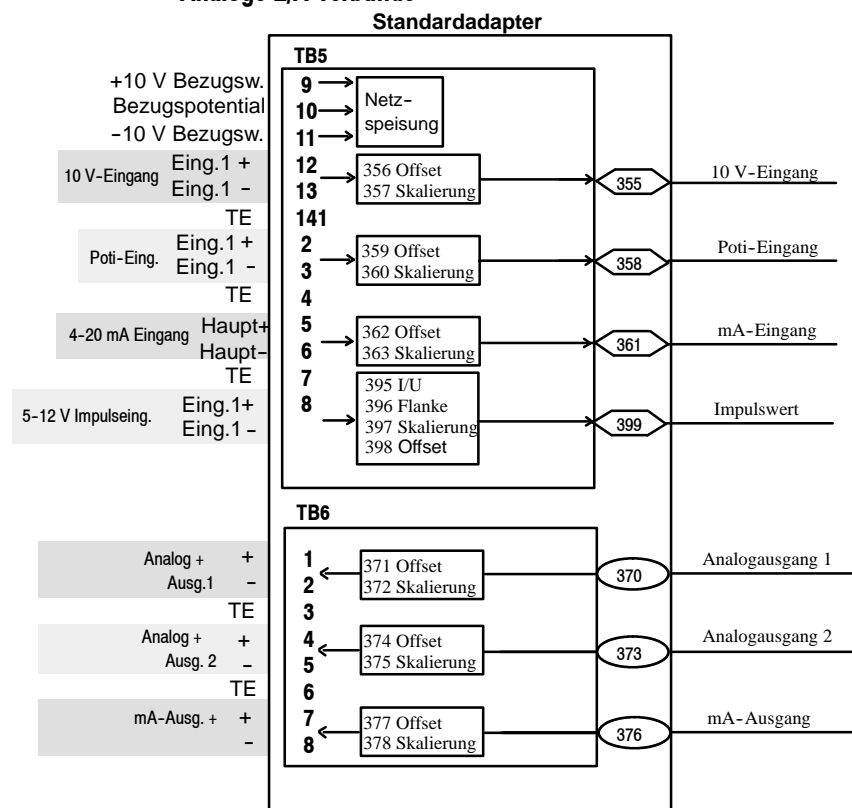 Standardadapter
TB5
+10 V Bezugsw.
9
Netz-
Bezugspotential
10
speisung
-10 V Bezugsw.
11
10 V-Eingang
Eing.1 +
12
356 Offset
355
10 V-Eingang
Eing.1 -
13
357 Skalierung
TE
141
Poti-Eing.
Eing.1 +
2
359 Offset
358
Poti-Eingang
Eing.1 -
3
360 Skalierung
TE
4
4-20 mA Eingang
Haupt+
5
362 Offset
361
mA-Eingang
Haupt-
6
363 Skalierung
TE
7
395 I/U
5-12 V Impulseing.
Eing.1+
8
396 Flanke
399
Impulswert
Eing.1 -
397 Skalierung
398 Offset
TB6
Analog +
+
1
371 Offset
370
Analogausgang 1
Ausg.1
-
2
372 Skalierung
TE
3
Analog +
+
4
374 Offset
373
Analogausgang 2
Ausg. 2
-
5
375 Skalierung
TE
6
mA-Ausg. +
+
7
377 Offset
376
mA-Ausgang
-
8
378 Skalierung